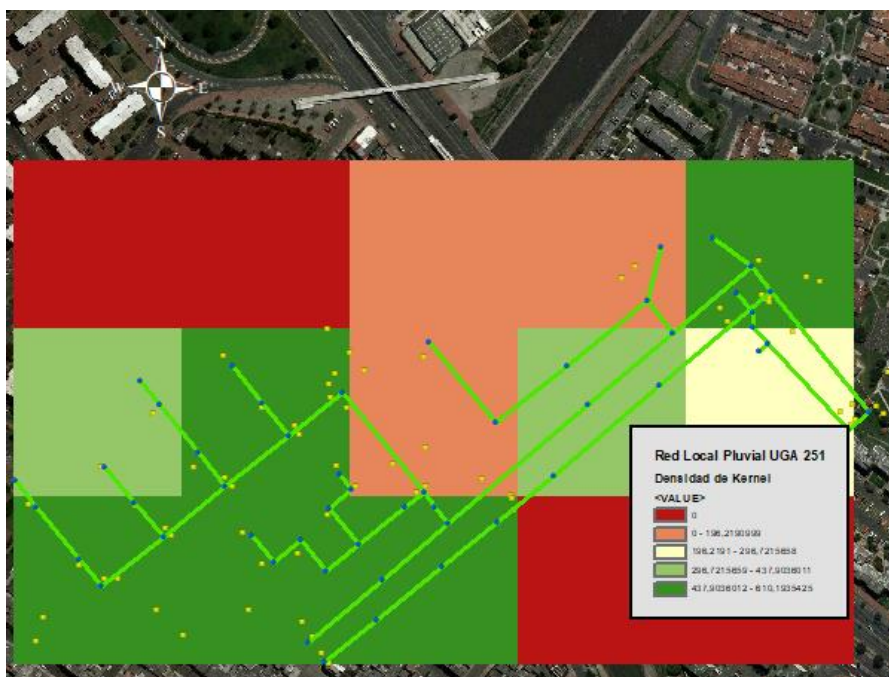 N
E
S
Red Local Pluvial UGA 251
Densidad de Kernel
<VALUE>
0
0 - 196,2190999
196,2191 - 296,7215658
296,7215659 - 437,9036011
437,9036012 - 610,1935425